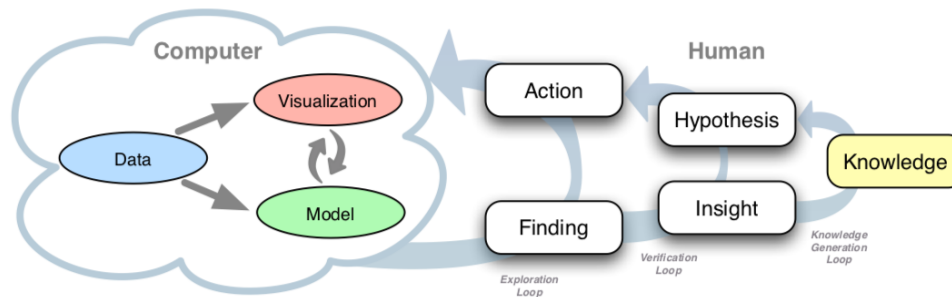 Computer
Human
Visualization
Data
Model
Action
Hypothesis
Knowledge
Finding
Insight
Exploration
Loop
Verification
Loop
Knowledge
Generation
Loop